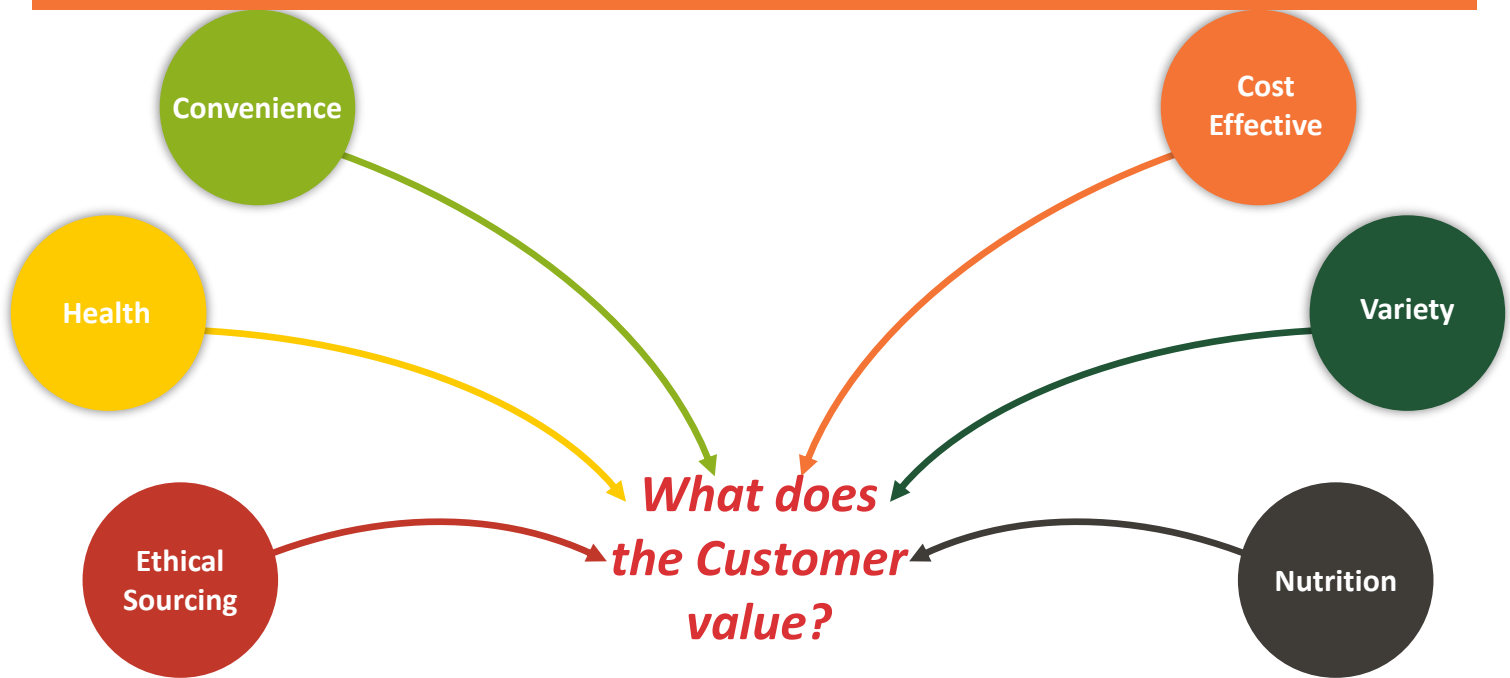 Convenience
Cost
Effective
Health
Variety
What does
the Customer
value?
Ethical
Sourcing
Nutrition